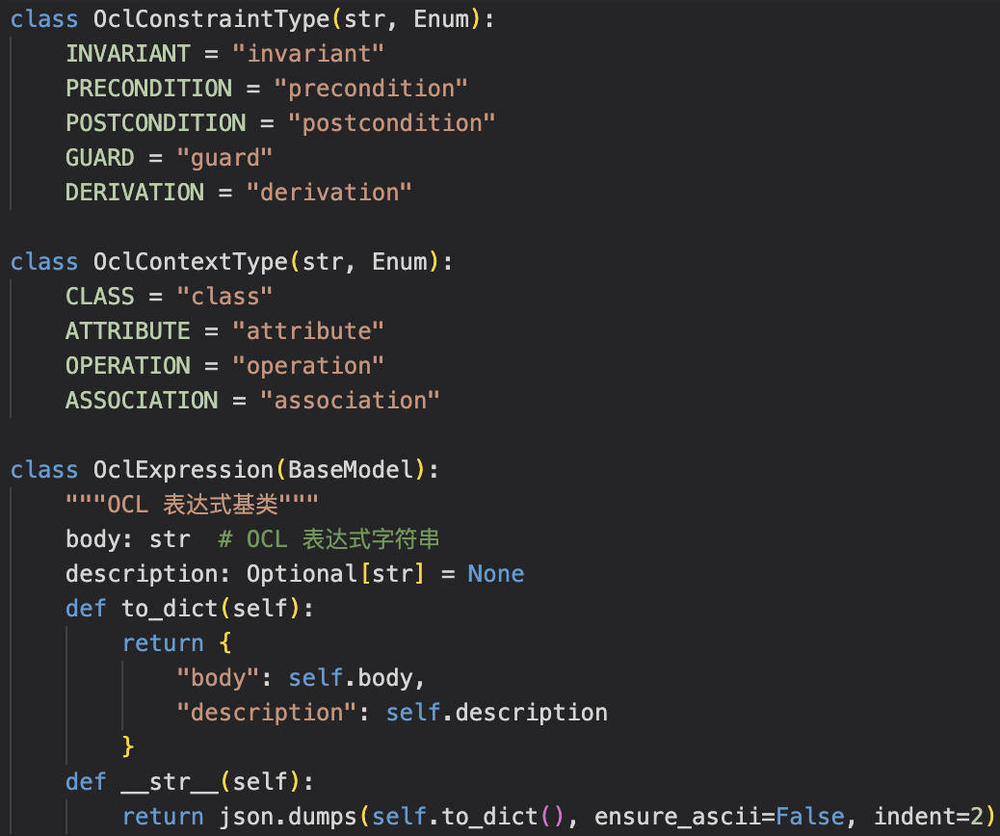 class OclConstraintType(str, Enum):
    INVARIANT = "invariant"
    PRECONDITION = "precondition"
    POSTCONDITION = "postcondition"
    GUARD = "guard"
    DERIVATION = "derivation"

class OclContextType(str, Enum):
    CLASS = "class"
    ATTRIBUTE = "attribute"
    OPERATION = "operation"
    ASSOCIATION = "association"

class OclExpression(BaseModel):
    """OCL 表达式基类"""
    body: str  # OCL 表达式字符串
    description: Optional[str] = None
    def to_dict(self):
        return {
            "body": self.body,
            "description": self.description
        }
    def __str__(self):
        return json.dumps(self.to_dict(), ensure_ascii=False, indent=2)